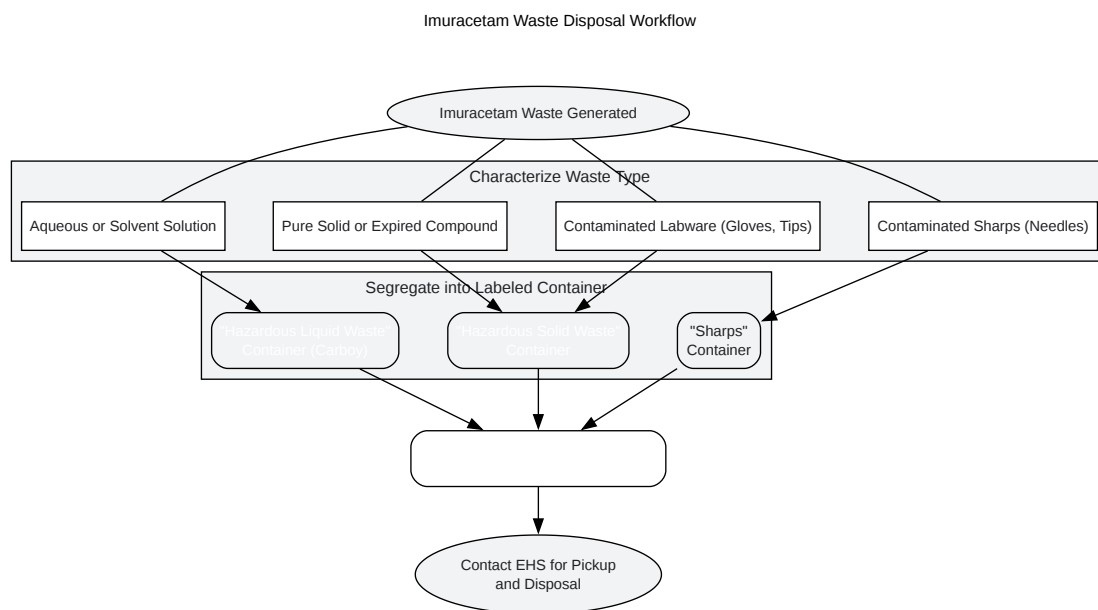 Imuracetam Waste Disposal Workflow
Imuracetam Waste Generated
Characterize Waste Type
Aqueous or Solvent Solution
Pure Solid or Expired Compound
Contaminated Labware (Gloves, Tips)
Contaminated Sharps (Needles)
Segregate into Labeled Container
"Hazardous Liquid Waste"
Container (Carboy)
"Hazardous Solid Waste"
Container
"Sharps"
Container
Contact EHS for Pickup
and Disposal